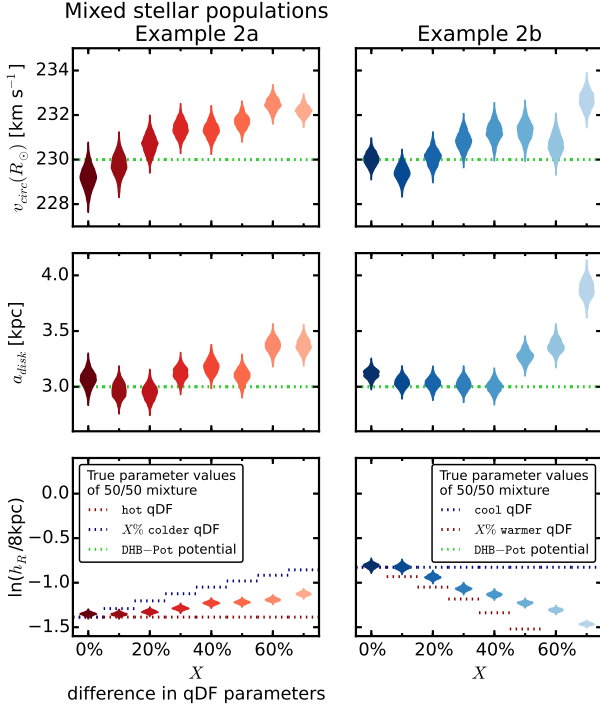 Mixed stellar populations
Example 2a
Example 2b
v_circ(R_⊙) [km s⁻¹]
234
232
230
228
a_disk [kpc]
4.0
3.5
3.0
ln(h_R/8kpc)
0.0
−0.5
−1.0
−1.5
True parameter values
of 50/50 mixture
hot qDF
X% colder qDF
DHB−Pot potential
True parameter values
of 50/50 mixture
cool qDF
X% warmer qDF
DHB−Pot potential
0% 20% 40% 60%
0% 20% 40% 60%
X
X
difference in qDF parameters